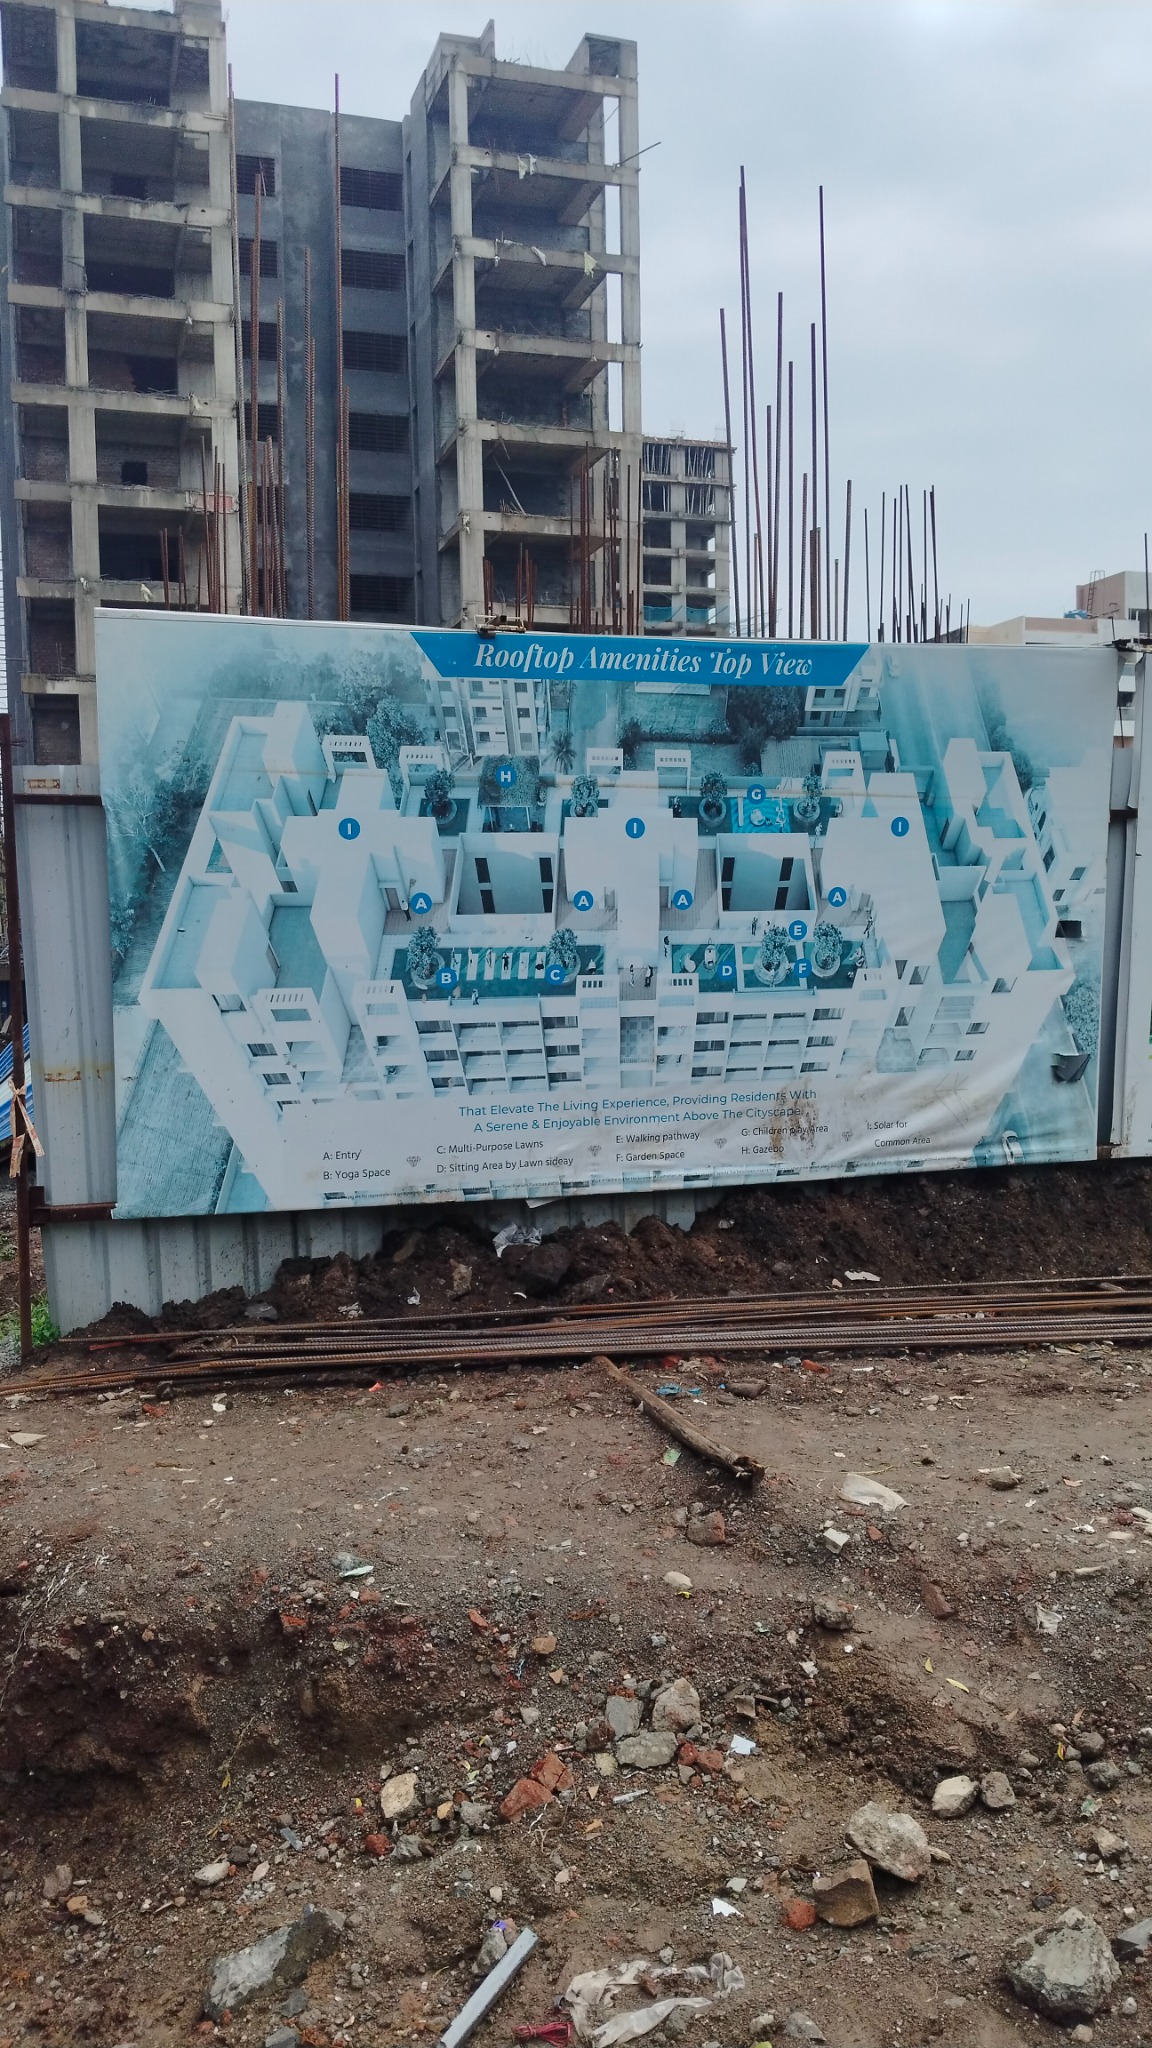 Rooftop Amenities Top View
H
G
I
I
I
A
A
A
A
E
B
C
D
F
That Elevate The Living Experience, Providing Residents With
A Serene & Enjoyable Environment Above The Cityscape.
A: Entry
B: Yoga Space
C: Multi-Purpose Lawns
D: Sitting Area by Lawn sideay
E: Walking pathway
F: Garden Space
G: Children play Area
H: Gazebo
I: Solar for
Common Area